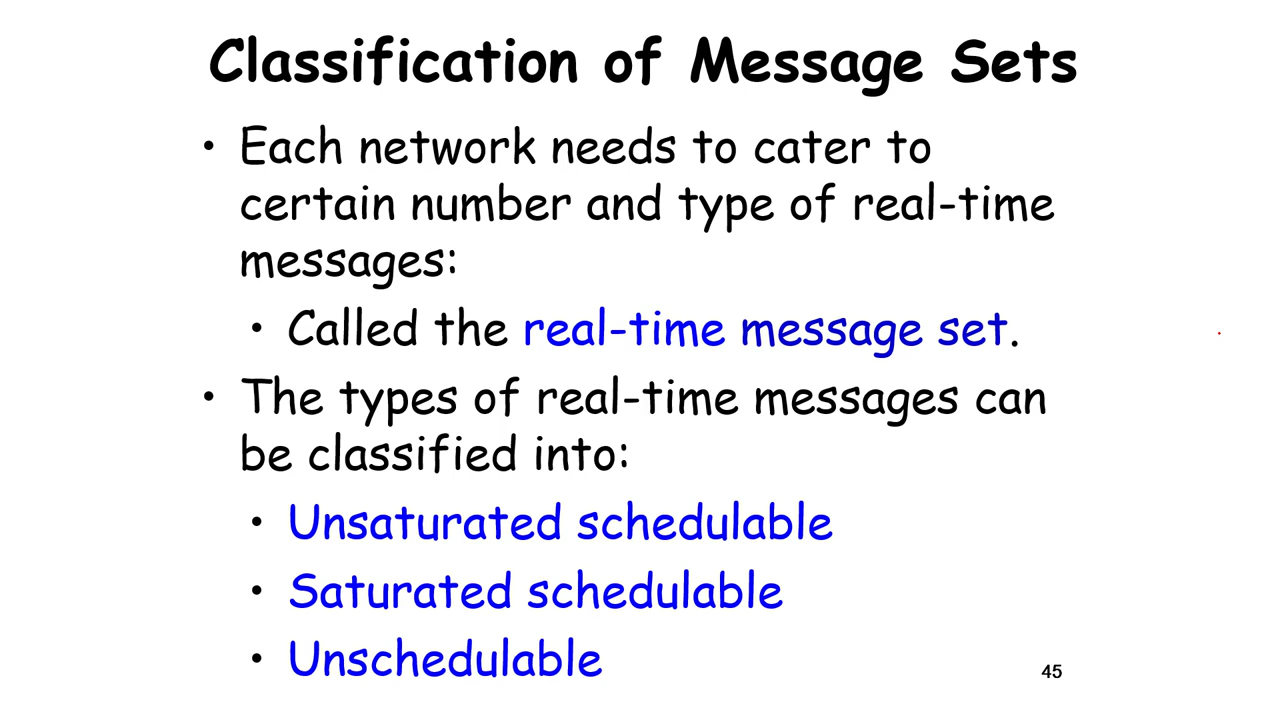 Classification of Message Sets
• Each network needs to cater to
certain number and type of real-time
messages:
• Called the real-time message set.
• The types of real-time messages can
be classified into:
• Unsaturated schedulable
• Saturated schedulable
• Unschedulable
45